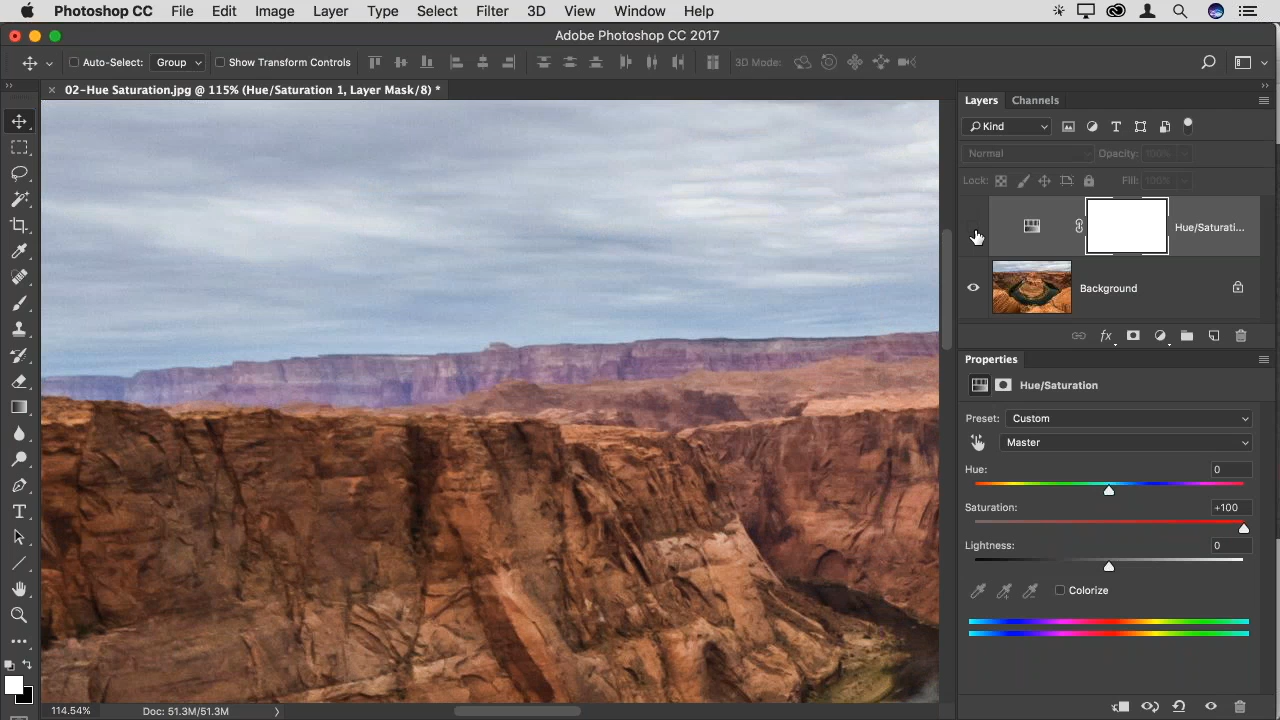 Photoshop CC File Edit Image Layer Type Select Filter 3D View Window Help
Adobe Photoshop CC 2017
Auto-Select: Group Show Transform Controls 3D Mode:
× 02-Hue Saturation.jpg @ 115% (Hue/Saturation 1, Layer Mask/8) *
Layers Channels
Kind
Normal Opacity: 100%
Lock: Fill: 100%
Hue/Saturati...
Background
fx
Properties
Hue/Saturation
Preset: Custom
Master
Hue: 0
Saturation: +100
Lightness: 0
Colorize
114.54% Doc: 51.3M/51.3M